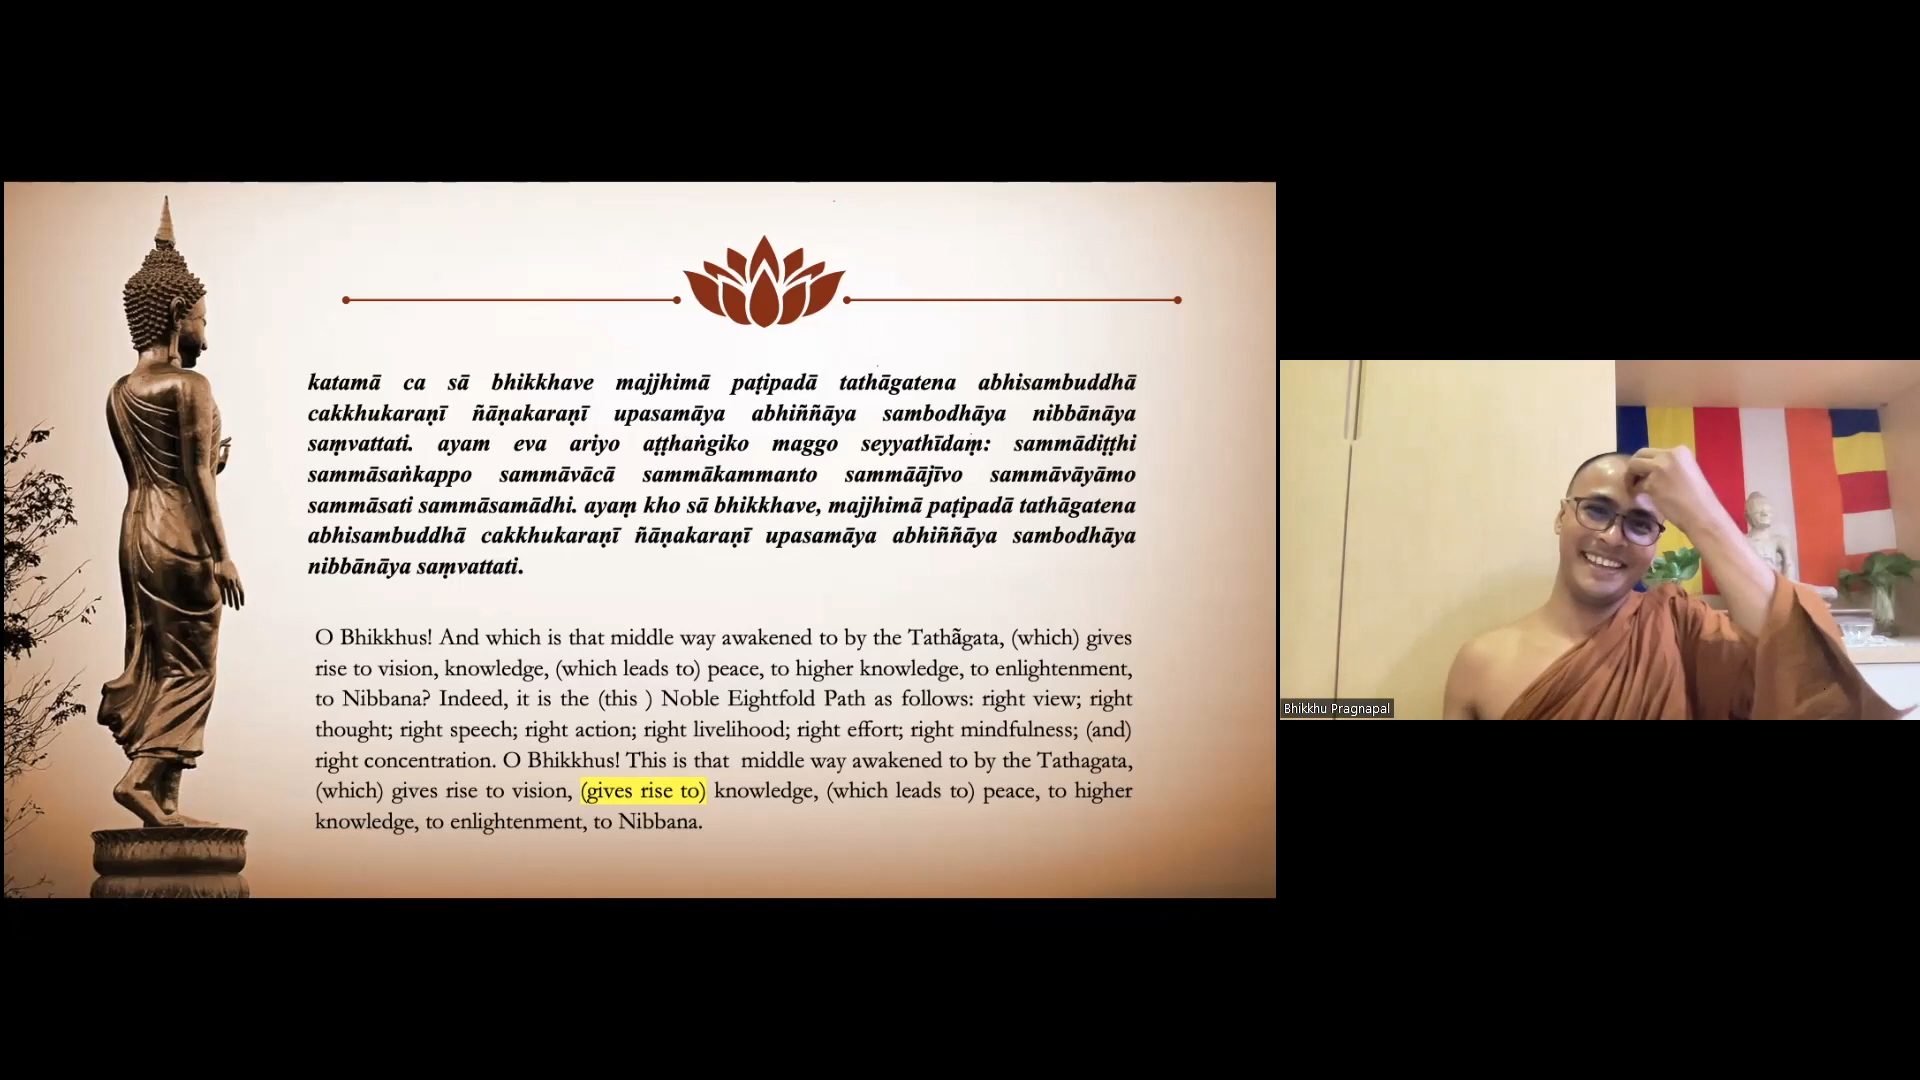 katamā ca sā bhikkhave majjhimā paṭipadā tathāgatena abhisambuddhā
cakkhukaraṇī ñāṇakaraṇī upasamāya abhiññāya sambodhāya nibbānāya
saṃvattati. ayam eva ariyo aṭṭhaṅgiko maggo seyyathīdaṃ: sammādiṭṭhi
sammāsaṅkappo sammāvācā sammākammanto sammāājīvo sammāvāyāmo
sammāsati sammāsamādhi. ayaṃ kho sā bhikkhave, majjhimā paṭipadā tathāgatena
abhisambuddhā cakkhukaraṇī ñāṇakaraṇī upasamāya abhiññāya sambodhāya
nibbānāya saṃvattati.
O Bhikkhus! And which is that middle way awakened to by the Tathãgata, (which) gives
rise to vision, knowledge, (which leads to) peace, to higher knowledge, to enlightenment,
to Nibbana? Indeed, it is the (this ) Noble Eightfold Path as follows: right view; right
thought; right speech; right action; right livelihood; right effort; right mindfulness; (and)
right concentration. O Bhikkhus! This is that  middle way awakened to by the Tathagata,
(which) gives rise to vision, (gives rise to) knowledge, (which leads to) peace, to higher
knowledge, to enlightenment, to Nibbana.
Bhikkhu Pragnapal